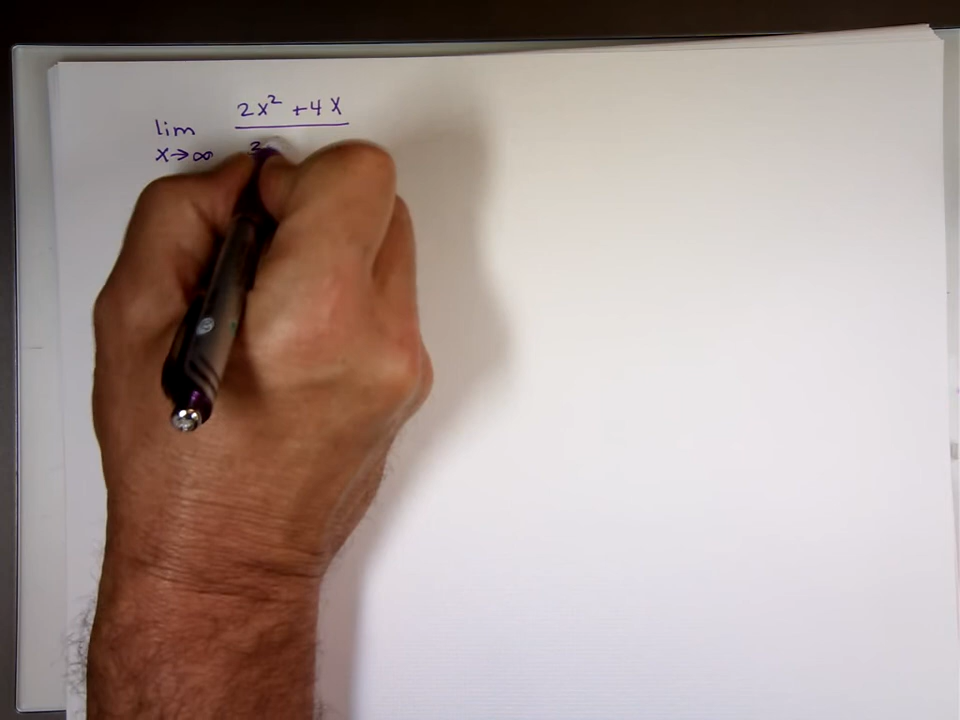 lim 2x² + 4x
x→∞